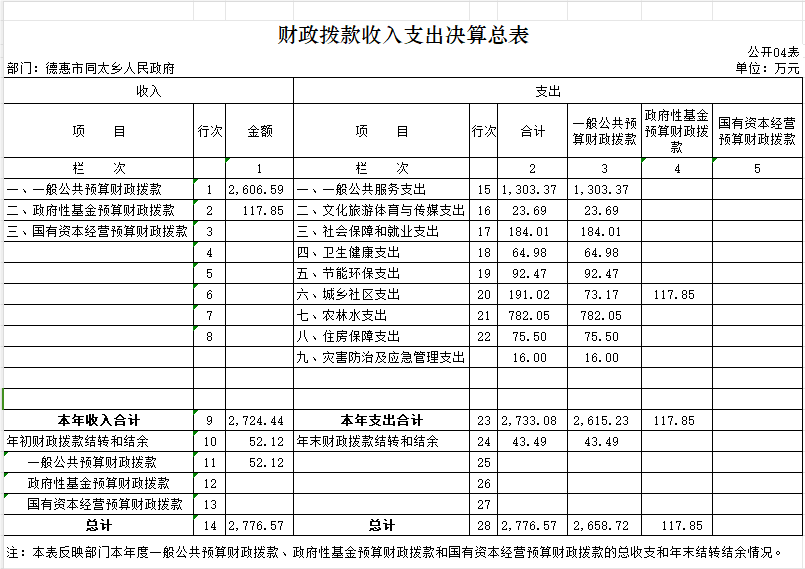 财政拨款收入支出决算总表
公开04表
部门：德惠市同太乡人民政府 单位：万元
收入 支出
项 目 行次 金额 项 目 行次 合计 一般公共预算财政拨款 政府性基金预算财政拨款 国有资本经营预算财政拨款
栏 次 1 栏 次 2 3 4 5
一、一般公共预算财政拨款 1 2,606.59 一、一般公共服务支出 15 1,303.37 1,303.37
二、政府性基金预算财政拨款 2 117.85 二、文化旅游体育与传媒支出 16 23.69 23.69
三、国有资本经营预算财政拨款 3 三、社会保障和就业支出 17 184.01 184.01
4 四、卫生健康支出 18 64.98 64.98
5 五、节能环保支出 19 92.47 92.47
6 六、城乡社区支出 20 191.02 73.17 117.85
7 七、农林水支出 21 782.05 782.05
8 八、住房保障支出 22 75.50 75.50
九、灾害防治及应急管理支出 16.00 16.00
本年收入合计 9 2,724.44 本年支出合计 23 2,733.08 2,615.23 117.85
年初财政拨款结转和结余 10 52.12 年末财政拨款结转和结余 24 43.49 43.49
一般公共预算财政拨款 11 52.12 25
政府性基金预算财政拨款 12 26
国有资本经营预算财政拨款 13 27
总计 14 2,776.57 总计 28 2,776.57 2,658.72 117.85
注：本表反映部门本年度一般公共预算财政拨款、政府性基金预算财政拨款和国有资本经营预算财政拨款的总收支和年末结转结余情况。